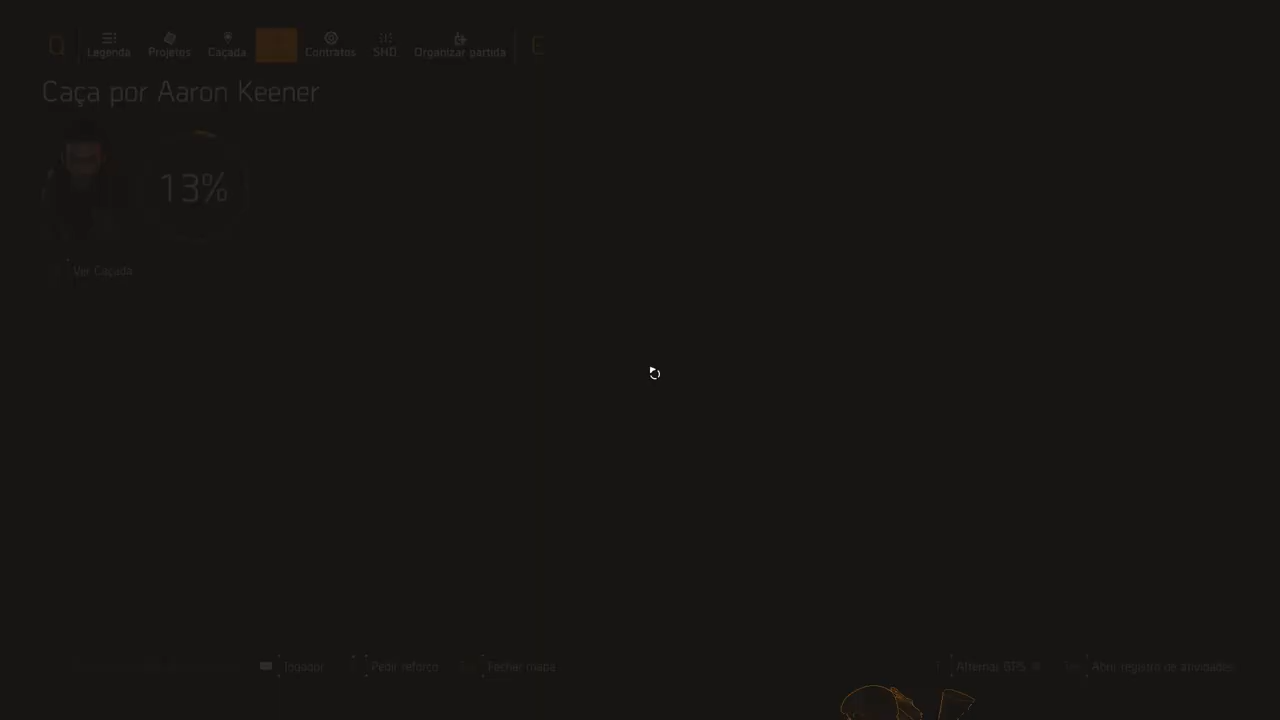 Q Legenda Projetos Caçada Contratos SHD Organizar partida E
Caça por Aaron Keener
13%
Ver Caçada
Jogador Pedir reforço Fechar mapa Alternar GPS Abrir registro de atividades